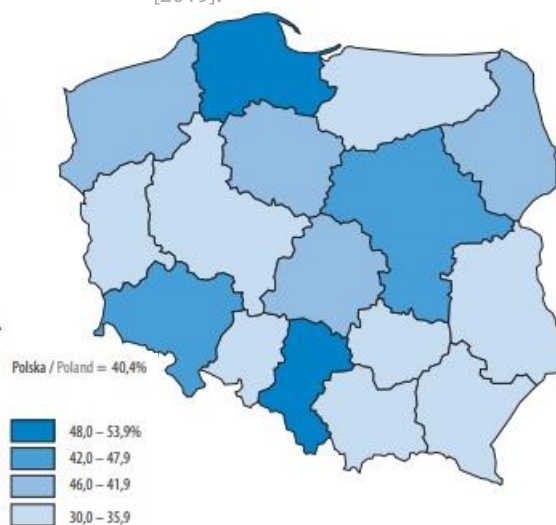 [2019].
Polska / Poland = 40,4%
48,0 – 53,9%
42,0 – 47,9
46,0 – 41,9
30,0 – 35,9